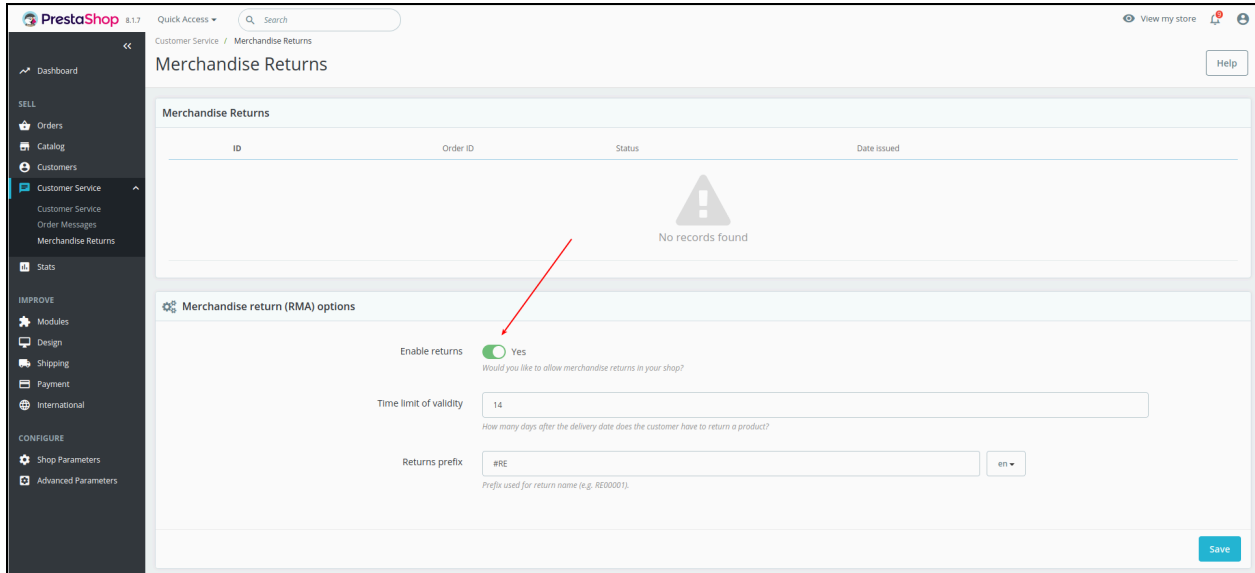 PrestaShop 8.1.7 Quick Access Search View my store 9
Customer Service / Merchandise Returns
Merchandise Returns
Help
Dashboard
SELL
Orders
Catalog
Customers
Customer Service
Customer Service
Order Messages
Merchandise Returns
Stats
IMPROVE
Modules
Design
Shipping
Payment
International
CONFIGURE
Shop Parameters
Advanced Parameters
Merchandise Returns
ID Order ID Status Date issued
No records found
Merchandise return (RMA) options
Enable returns Yes
Would you like to allow merchandise returns in your shop?
Time limit of validity 14
How many days after the delivery date does the customer have to return a product?
Returns prefix #RE en
Prefix used for return name (e.g. RE00001).
Save